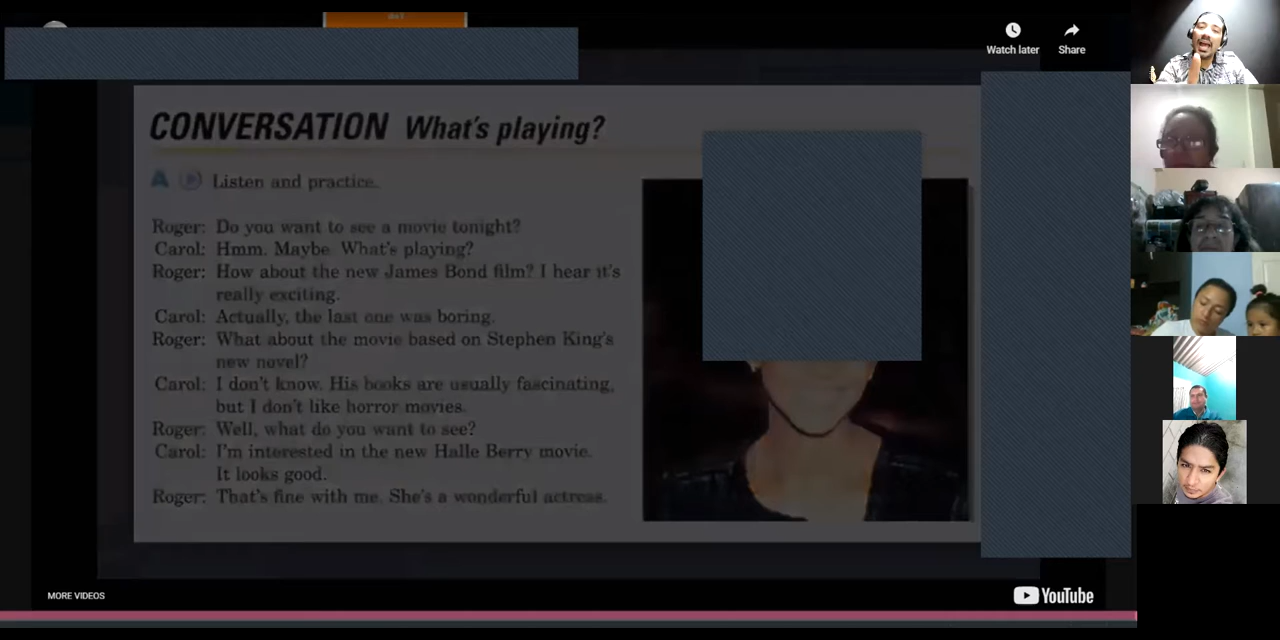 Watch later
Share
CONVERSATION What's playing?
A Listen and practice.
Roger: Do you want to see a movie tonight?
Carol: Hmm. Maybe. What's playing?
Roger: How about the new James Bond film? I hear it's
really exciting.
Carol: Actually, the last one was boring.
Roger: What about the movie based on Stephen King's
new novel?
Carol: I don't know. His books are usually fascinating,
but I don't like horror movies.
Roger: Well, what do you want to see?
Carol: I'm interested in the new Halle Berry movie.
It looks good.
Roger: That's fine with me. She's a wonderful actress.
MORE VIDEOS
YouTube